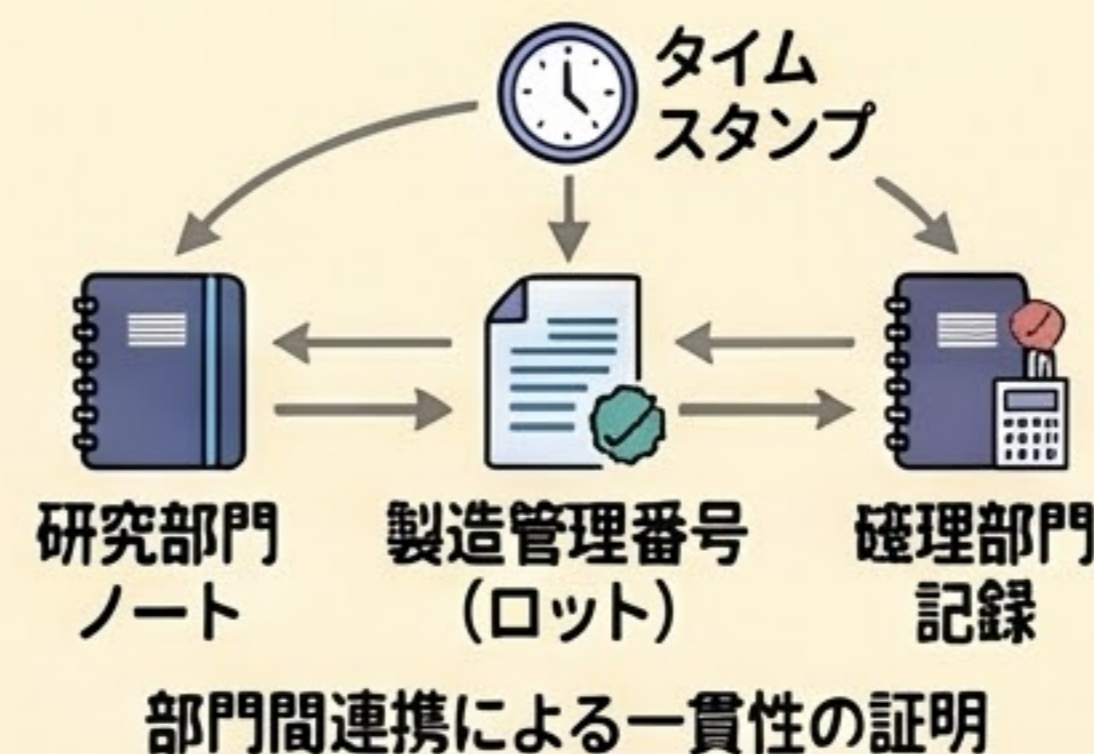 タイム
スタンプ
研究部門
ノート
製造管理番号
(ロット)
理部門
記録
部門間連携による一貫性の証明